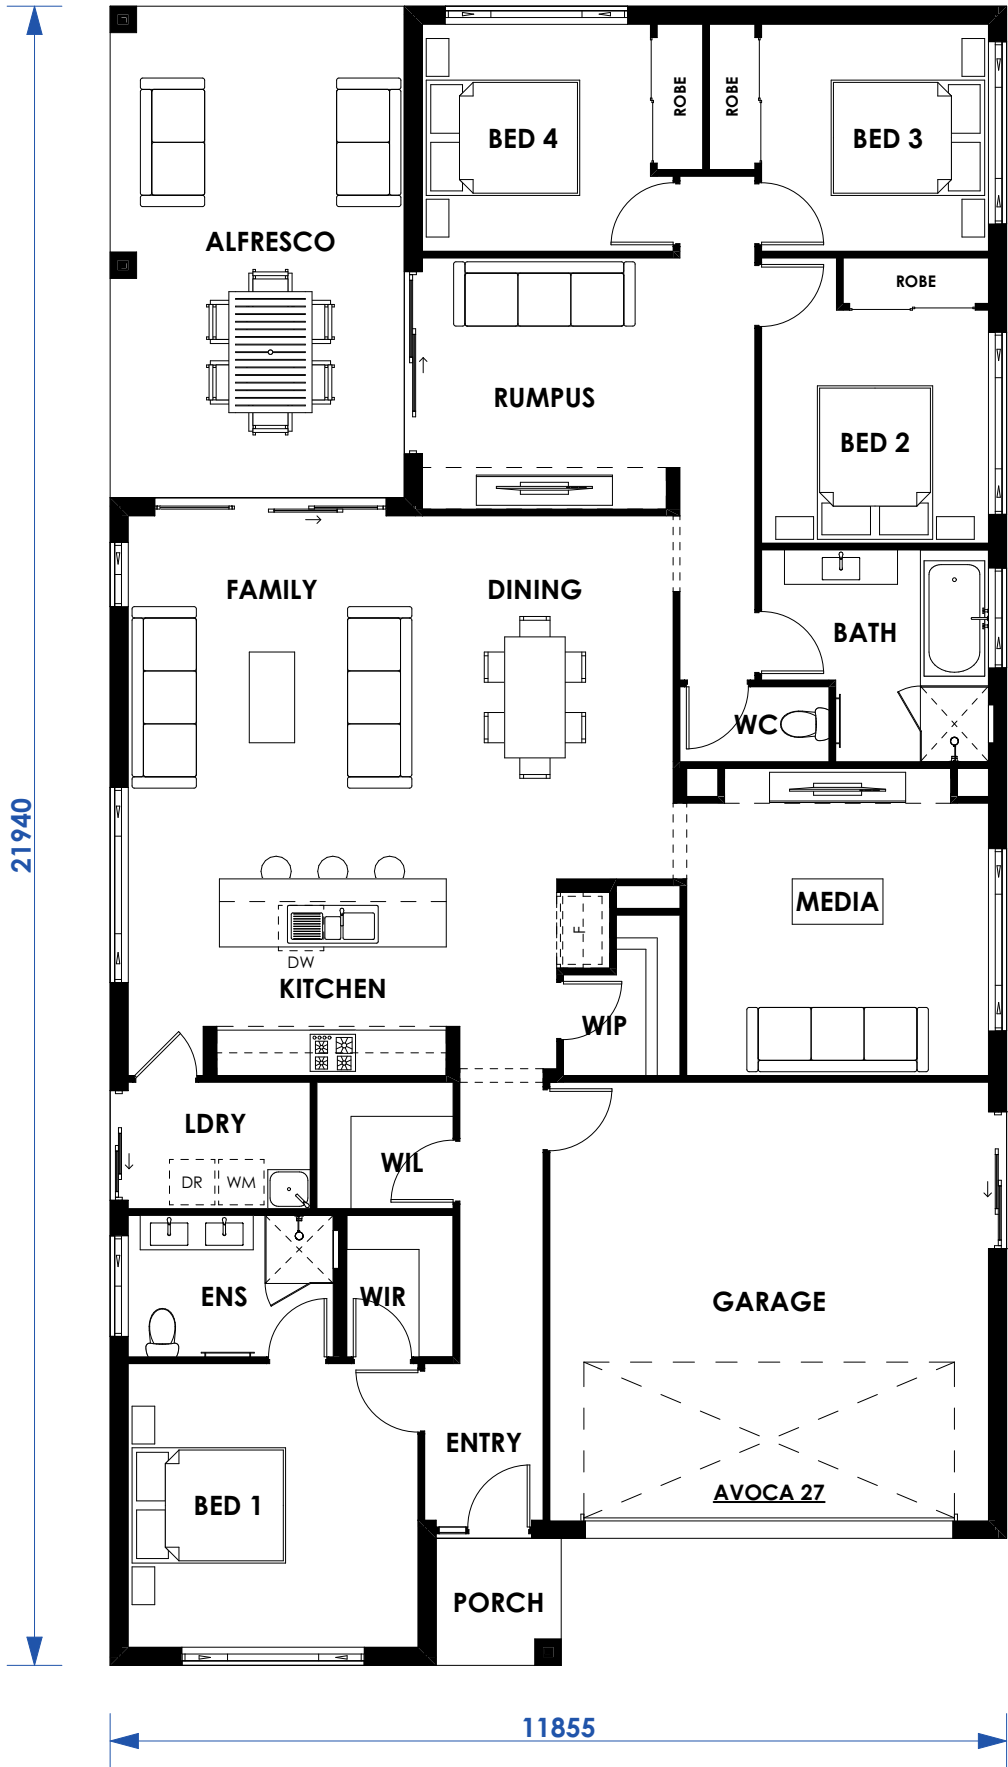 BED 4
ROBE
ROBE
BED 3
ALFRESCO
ROBE
RUMPUS
BED 2
FAMILY
DINING
BATH
WC
21940
MEDIA
F
DW
KITCHEN
WIP
LDRY
WIL
DR
WM
ENS
WIR
GARAGE
ENTRY
AVOCA 27
BED 1
PORCH
11855